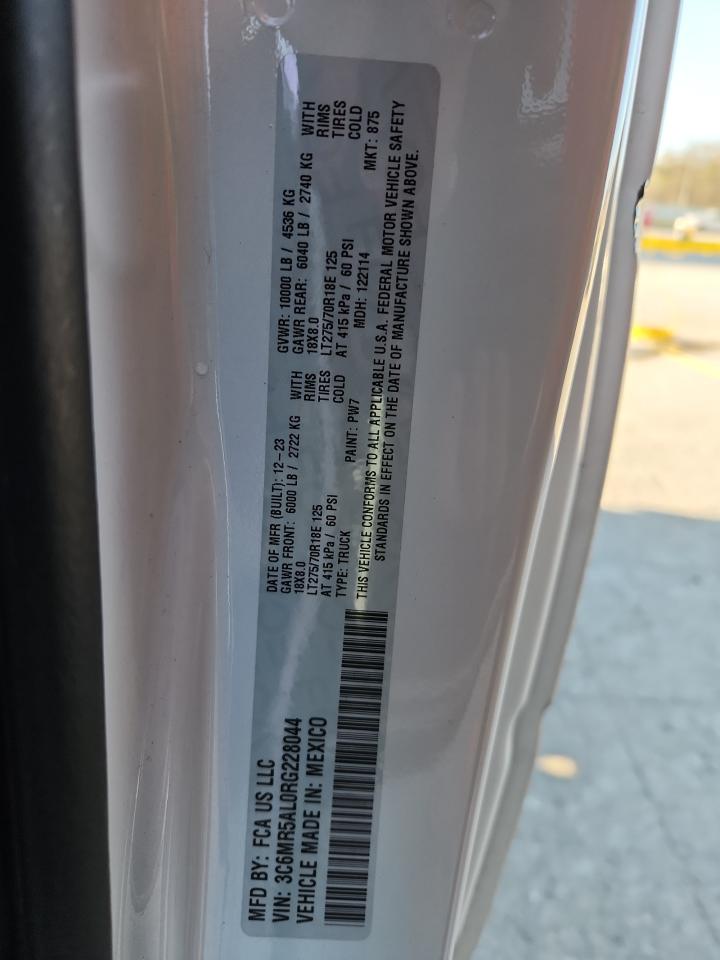 MFD BY: FCA US LLC
VIN: 3C6MR5AL0RG228044
VEHICLE MADE IN: MEXICO
DATE OF MFR (BUILT): 12-23
GAWR FRONT: 6000 LB / 2722 KG WITH
18X8.0 RIMS
LT275/70R18E 125 TIRES
AT 415 kPa / 60 PSI COLD
TYPE: TRUCK PAINT: PW7
GVWR: 10000 LB / 4536 KG
GAWR REAR: 6040 LB / 2740 KG WITH
18X8.0 RIMS
LT275/70R18E 125 TIRES
AT 415 kPa / 60 PSI COLD
MDH: 122114 MKT: 875
THIS VEHICLE CONFORMS TO ALL APPLICABLE U.S.A. FEDERAL MOTOR VEHICLE SAFETY
STANDARDS IN EFFECT ON THE DATE OF MANUFACTURE SHOWN ABOVE.